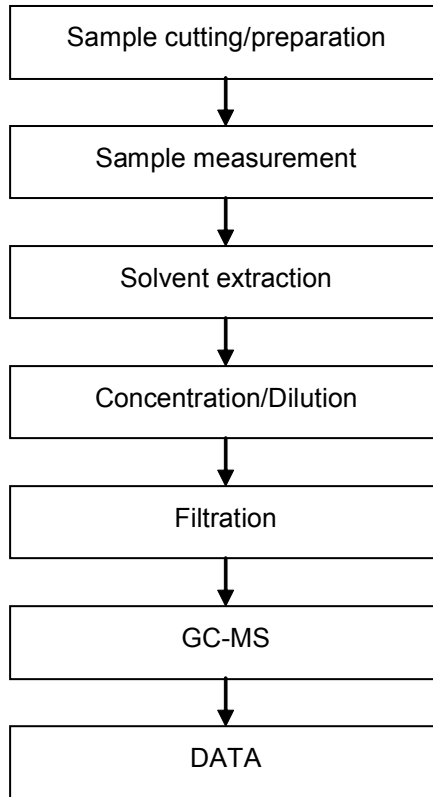 Sample cutting/preparation
Sample measurement
Solvent extraction
Concentration/Dilution
Filtration
GC-MS
DATA